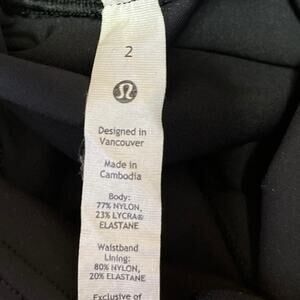 2
Designed in
Vancouver
Made in
Cambodia
Body:
77% NYLON,
23% LYCRA®
ELASTANE
Waistband
Lining:
80% NYLON,
20% ELASTANE
Exclusive of